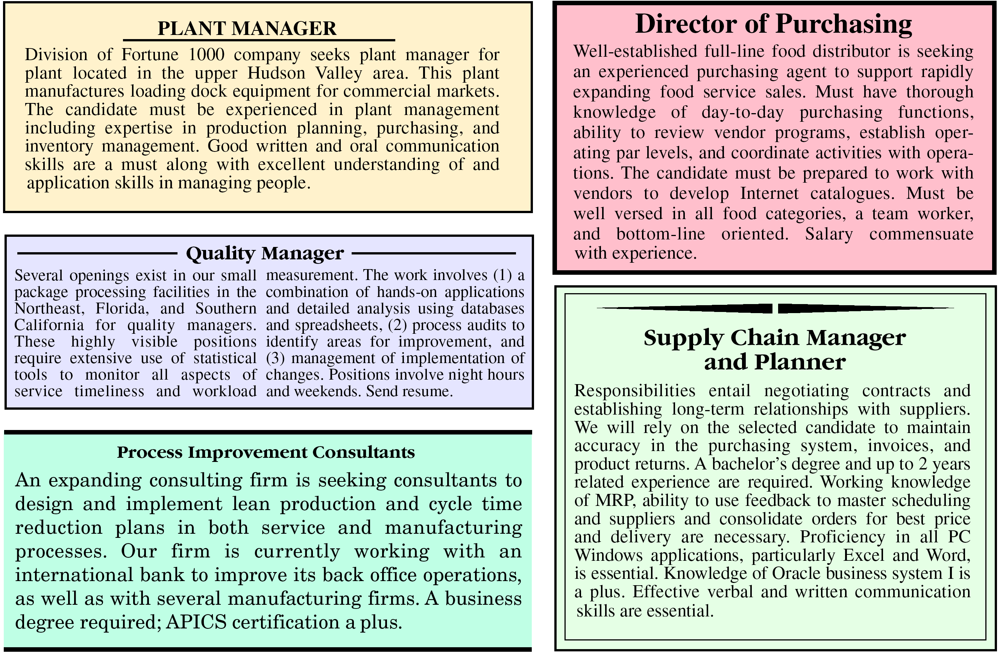 PLANT MANAGER
Division of Fortune 1000 company seeks plant manager for
plant located in the upper Hudson Valley area. This plant
manufactures loading dock equipment for commercial markets.
The candidate must be experienced in plant management
including expertise in production planning, purchasing, and
inventory management. Good written and oral communication
skills are a must along with excellent understanding of and
application skills in managing people.
Quality Manager
Several openings exist in our small
package processing facilities in the
Northeast, Florida, and Southern
California for quality managers.
These highly visible positions
require extensive use of statistical
tools to monitor all aspects of
service timeliness and workload
measurement. The work involves (1) a
combination of hands-on applications
and detailed analysis using databases
and spreadsheets, (2) process audits to
identify areas for improvement, and
(3) management of implementation of
changes. Positions involve night hours
and weekends. Send resume.
Process Improvement Consultants
An expanding consulting firm is seeking consultants to
design and implement lean production and cycle time
reduction plans in both service and manufacturing
processes. Our firm is currently working with an
international bank to improve its back office operations,
as well as with several manufacturing firms. A business
degree required; APICS certification a plus.
Director of Purchasing
Well-established full-line food distributor is seeking
an experienced purchasing agent to support rapidly
expanding food service sales. Must have thorough
knowledge of day-to-day purchasing functions,
ability to review vendor programs, establish oper-
ating par levels, and coordinate activities with opera-
tions. The candidate must be prepared to work with
vendors to develop Internet catalogues. Must be
well versed in all food categories, a team worker,
and bottom-line oriented. Salary commensuate
with experience.
Supply Chain Manager
and Planner
Responsibilities entail negotiating contracts and
establishing long-term relationships with suppliers.
We will rely on the selected candidate to maintain
accuracy in the purchasing system, invoices, and
product returns. A bachelor’s degree and up to 2 years
related experience are required. Working knowledge
of MRP, ability to use feedback to master scheduling
and suppliers and consolidate orders for best price
and delivery are necessary. Proficiency in all PC
Windows applications, particularly Excel and Word,
is essential. Knowledge of Oracle business system I is
a plus. Effective verbal and written communication
skills are essential.